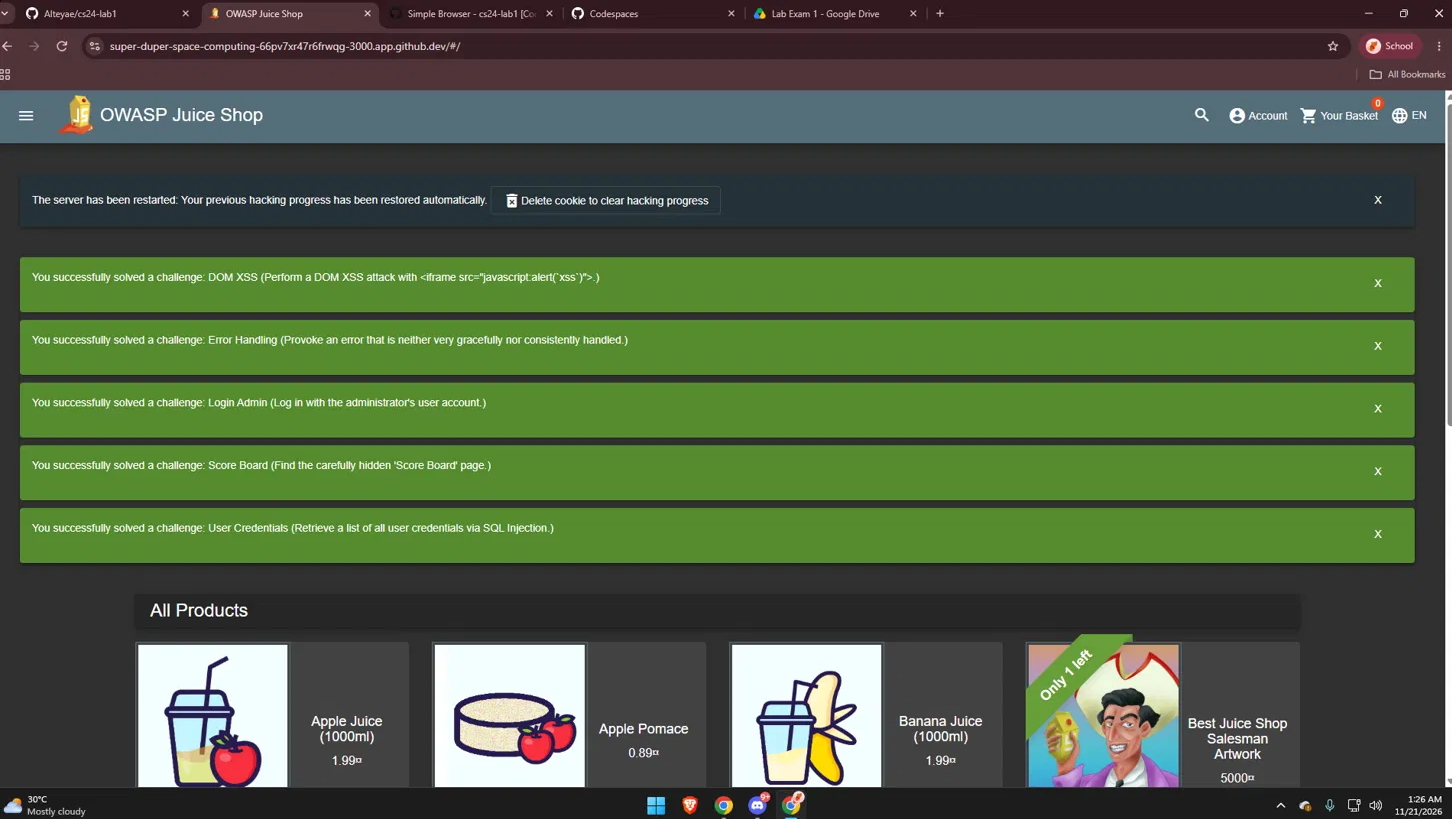 Alteyae/cs24-lab1
OWASP Juice Shop
Simple Browser - cs24-lab1 [Co
Codespaces
Lab Exam 1 - Google Drive
super-duper-space-computing-66pv7xr47r6frwqg-3000.app.github.dev/#/
School
All Bookmarks
OWASP Juice Shop
Account
Your Basket
0
EN
The server has been restarted: Your previous hacking progress has been restored automatically.
Delete cookie to clear hacking progress
X
You successfully solved a challenge: DOM XSS (Perform a DOM XSS attack with <iframe src="javascript:alert(`xss`)">.)
X
You successfully solved a challenge: Error Handling (Provoke an error that is neither very gracefully nor consistently handled.)
X
You successfully solved a challenge: Login Admin (Log in with the administrator's user account.)
X
You successfully solved a challenge: Score Board (Find the carefully hidden 'Score Board' page.)
X
You successfully solved a challenge: User Credentials (Retrieve a list of all user credentials via SQL Injection.)
X
All Products
Apple Juice
(1000ml)
1.99¤
Apple Pomace
0.89¤
Banana Juice
(1000ml)
1.99¤
Only 1 left
Best Juice Shop
Salesman
Artwork
5000¤
30°C
Mostly cloudy
9+
1:26 AM
11/21/2026